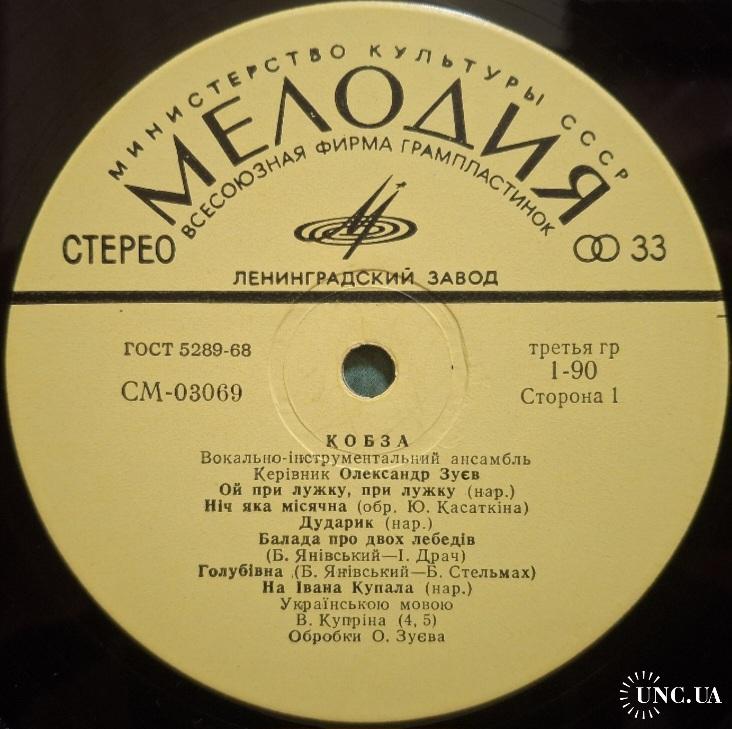 МИНИСТЕРСТВО КУЛЬТУРЫ СССР
МЕЛОДИЯ
ВСЕСОЮЗНАЯ ФИРМА ГРАМПЛАСТИНОК
СТЕРЕО
33
ЛЕНИНГРАДСКИЙ ЗАВОД
ГОСТ 5289-68
СМ-03069
третья гр
1-90
Сторона 1
КОБЗА
Вокально-інструментальний ансамбль
Керівник Олександр Зуєв
Ой при лужку, при лужку (нар.)
Ніч яка місячна (обр. Ю. Касаткіна)
Дударик (нар.)
Балада про двох лебедів
(Б. Янівський—І. Драч)
Голубівна (Б. Янівський—Б. Стельмах)
На Івана Купала (нар.)
Українською мовою
В. Купріна (4, 5)
Обробки О. Зуєва
UNC.UA